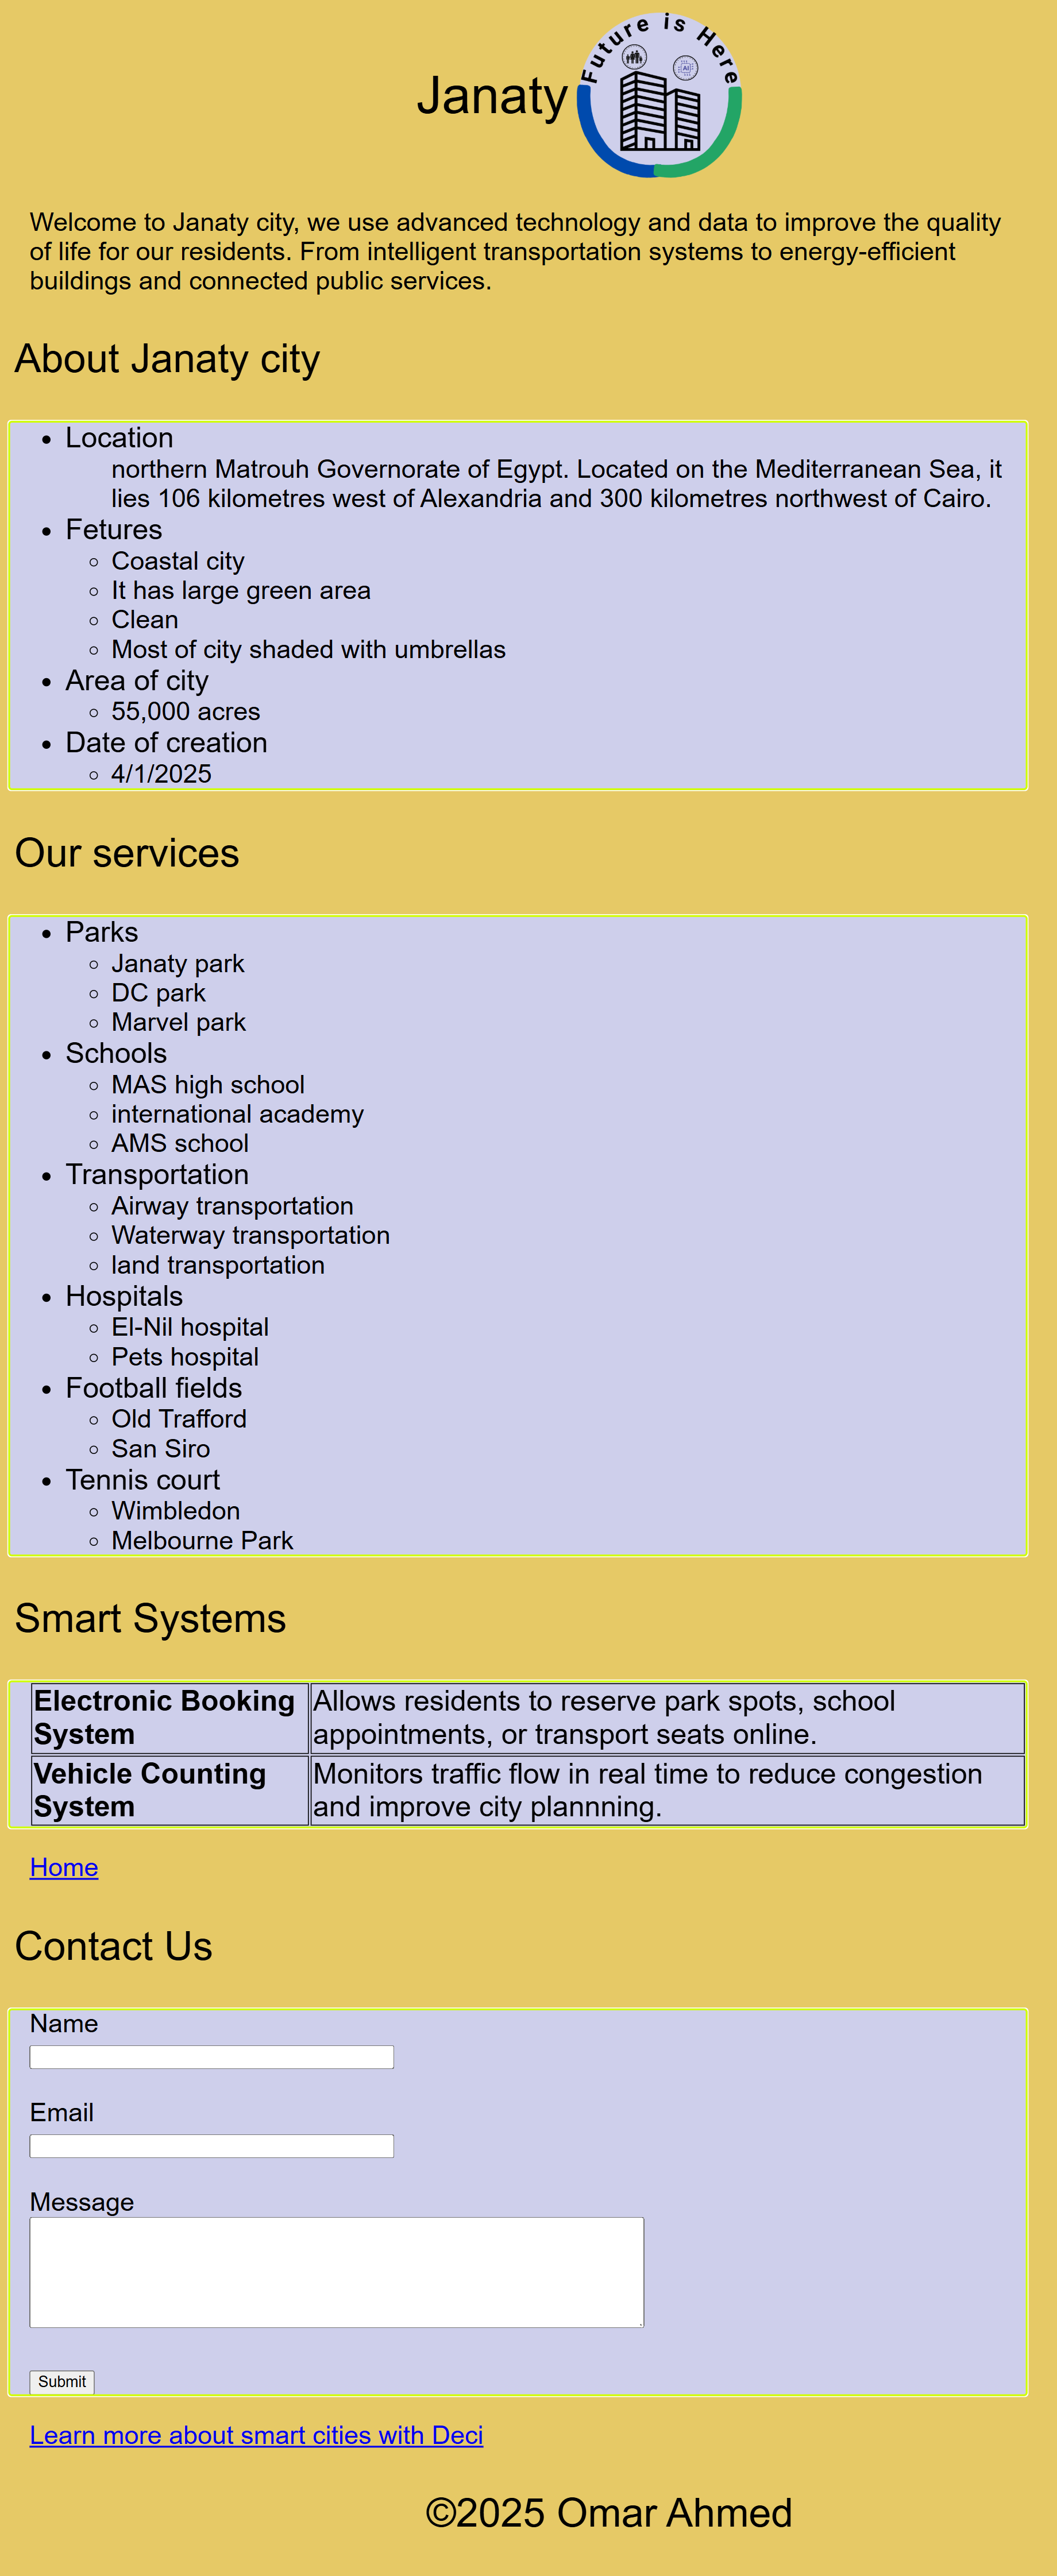 Future is Here
AI
Janaty
Welcome to Janaty city, we use advanced technology and data to improve the quality
of life for our residents. From intelligent transportation systems to energy-efficient
buildings and connected public services.
About Janaty city
Location
northern Matrouh Governorate of Egypt. Located on the Mediterranean Sea, it
lies 106 kilometres west of Alexandria and 300 kilometres northwest of Cairo.
Fetures
Coastal city
It has large green area
Clean
Most of city shaded with umbrellas
Area of city
55,000 acres
Date of creation
4/1/2025
Our services
Parks
Janaty park
DC park
Marvel park
Schools
MAS high school
international academy
AMS school
Transportation
Airway transportation
Waterway transportation
land transportation
Hospitals
El-Nil hospital
Pets hospital
Football fields
Old Trafford
San Siro
Tennis court
Wimbledon
Melbourne Park
Smart Systems
Electronic Booking
System
Allows residents to reserve park spots, school
appointments, or transport seats online.
Vehicle Counting
System
Monitors traffic flow in real time to reduce congestion
and improve city plannning.
Home
Contact Us
Name
Email
Message
Submit
Learn more about smart cities with Deci
©2025 Omar Ahmed